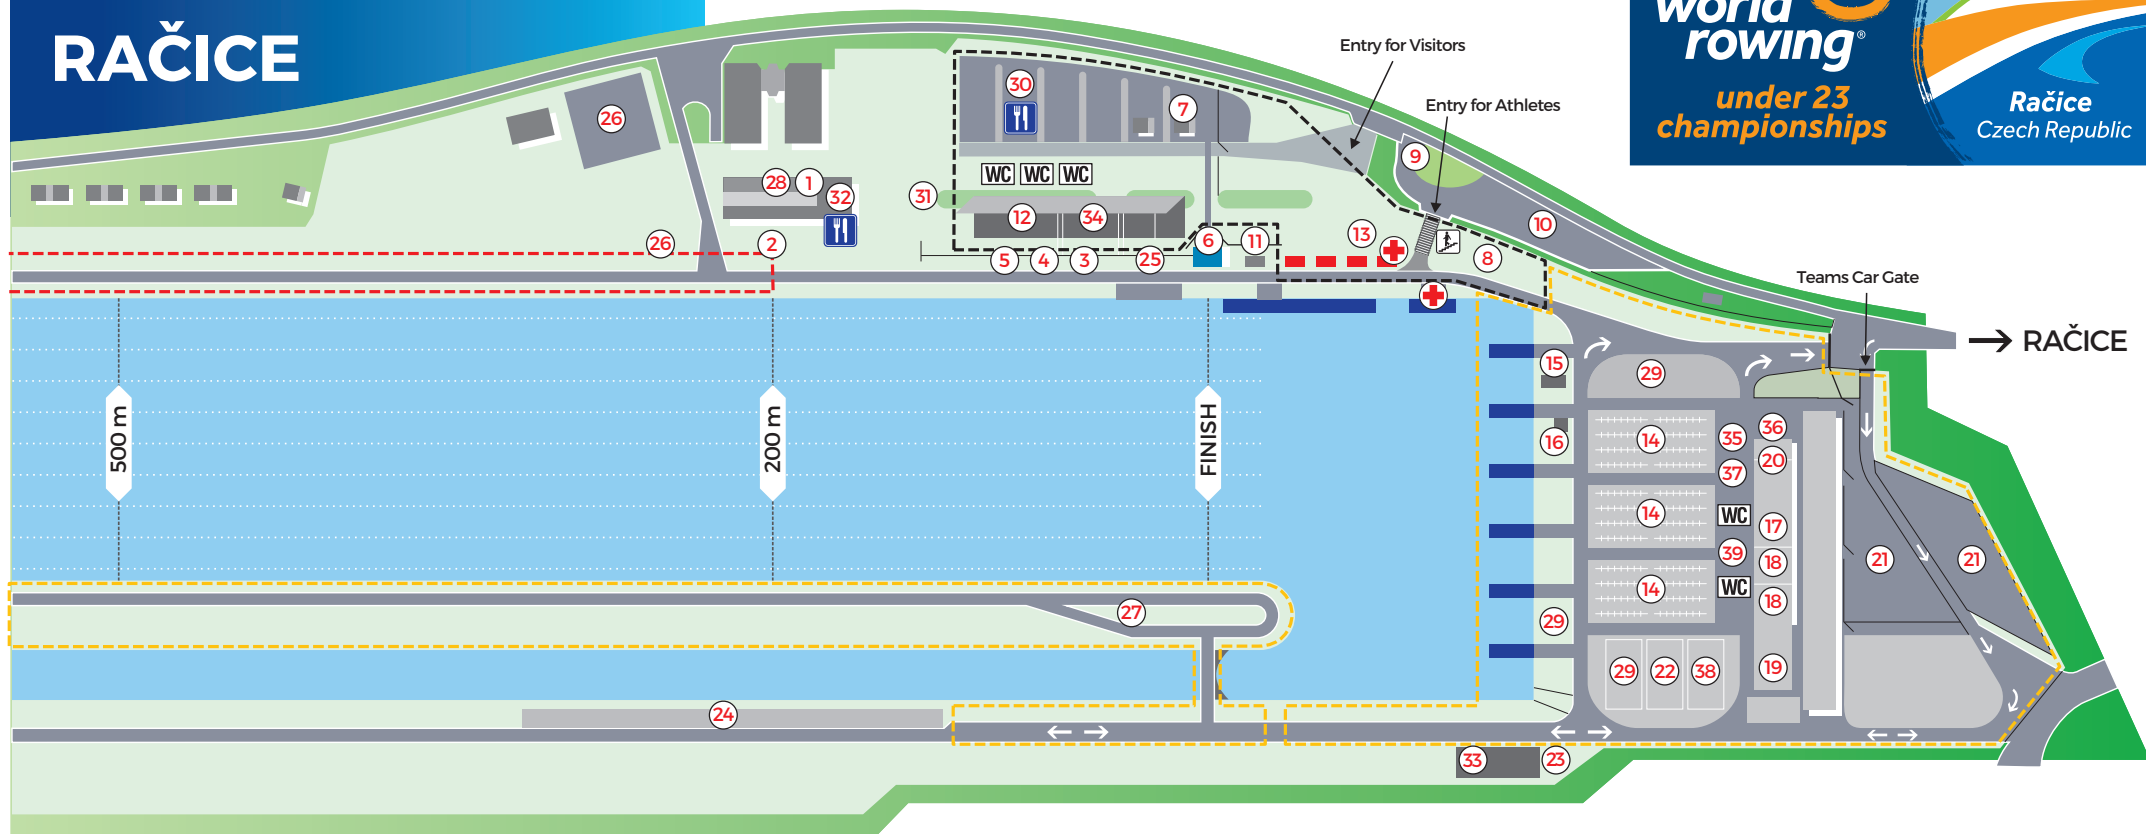 RAČICE
world
rowing®
under 23
championships
Račice
Czech Republic
Entry for Visitors
Entry for Athletes
Teams Car Gate
→ RAČICE
30
7
26
9
28
1
32
31
WC WC WC
12
34
10
26
2
5
4
3
25
6
11
13
8
15
29
16
14
35
36
37
20
14
WC
17
39
18
21
21
14
WC
18
500 m
200 m
FINISH
27
29
29
22
38
19
24
33
23